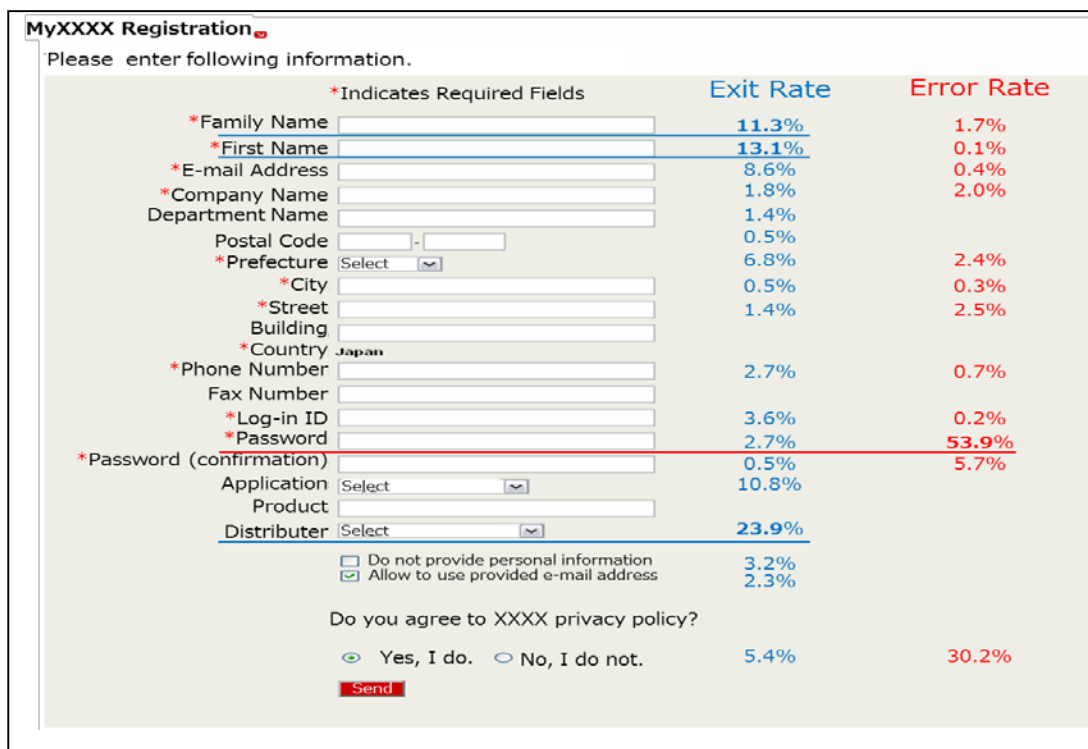 MyXXXX Registration
Please enter following information.
*Indicates Required Fields Exit Rate Error Rate
*Family Name 11.3% 1.7%
*First Name 13.1% 0.1%
*E-mail Address 8.6% 0.4%
*Company Name 1.8% 2.0%
Department Name 1.4%
Postal Code - 0.5%
*Prefecture Select 6.8% 2.4%
*City 0.5% 0.3%
*Street 1.4% 2.5%
Building
*Country Japan
*Phone Number 2.7% 0.7%
Fax Number
*Log-in ID 3.6% 0.2%
*Password 2.7% 53.9%
*Password (confirmation) 0.5% 5.7%
Application Select 10.8%
Product
Distributer Select 23.9%
Do not provide personal information 3.2%
Allow to use provided e-mail address 2.3%
Do you agree to XXXX privacy policy?
Yes, I do. No, I do not. 5.4% 30.2%
Send